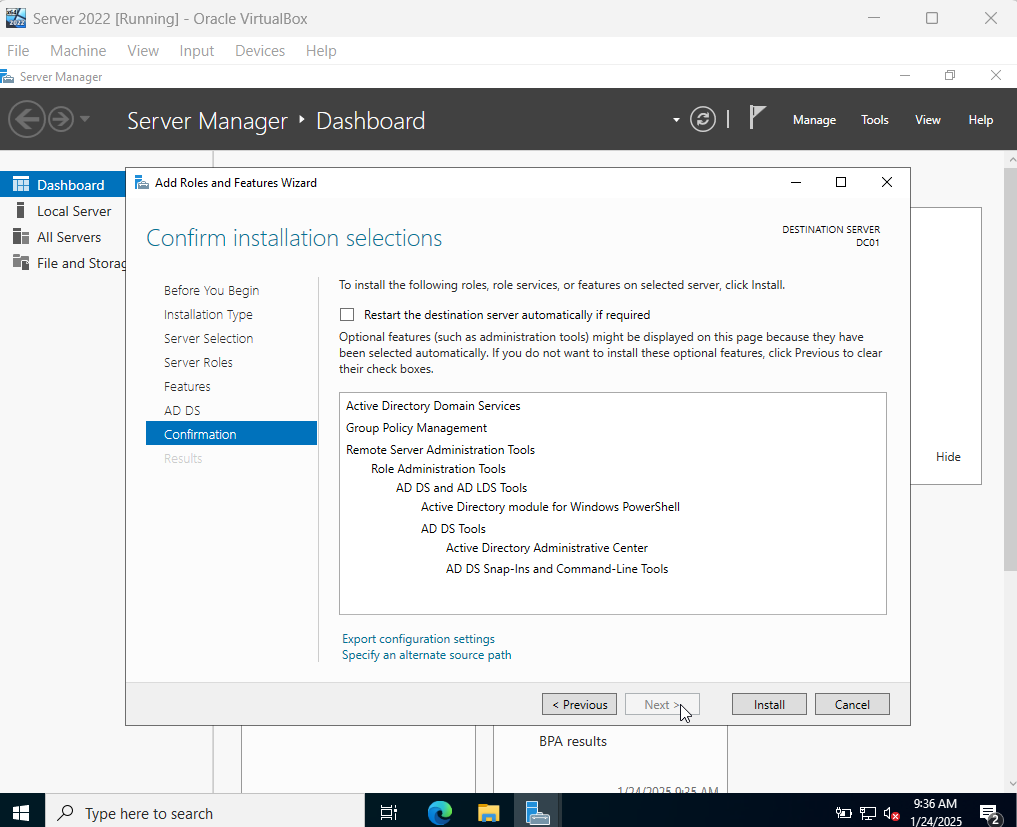 Server 2022 [Running] - Oracle VirtualBox
File Machine View Input Devices Help
Server Manager
Server Manager Dashboard
Manage Tools View Help
Dashboard
Local Server
All Servers
File and Storag
Add Roles and Features Wizard
Confirm installation selections
DESTINATION SERVER
DC01
Before You Begin
Installation Type
Server Selection
Server Roles
Features
AD DS
Confirmation
Results
To install the following roles, role services, or features on selected server, click Install.
Restart the destination server automatically if required
Optional features (such as administration tools) might be displayed on this page because they have
been selected automatically. If you do not want to install these optional features, click Previous to clear
their check boxes.
Active Directory Domain Services
Group Policy Management
Remote Server Administration Tools
Role Administration Tools
AD DS and AD LDS Tools
Active Directory module for Windows PowerShell
AD DS Tools
Active Directory Administrative Center
AD DS Snap-Ins and Command-Line Tools
Export configuration settings
Specify an alternate source path
< Previous Next > Install Cancel
Hide
BPA results
1/24/2025 9:35 AM
Type here to search
9:36 AM
1/24/2025
2